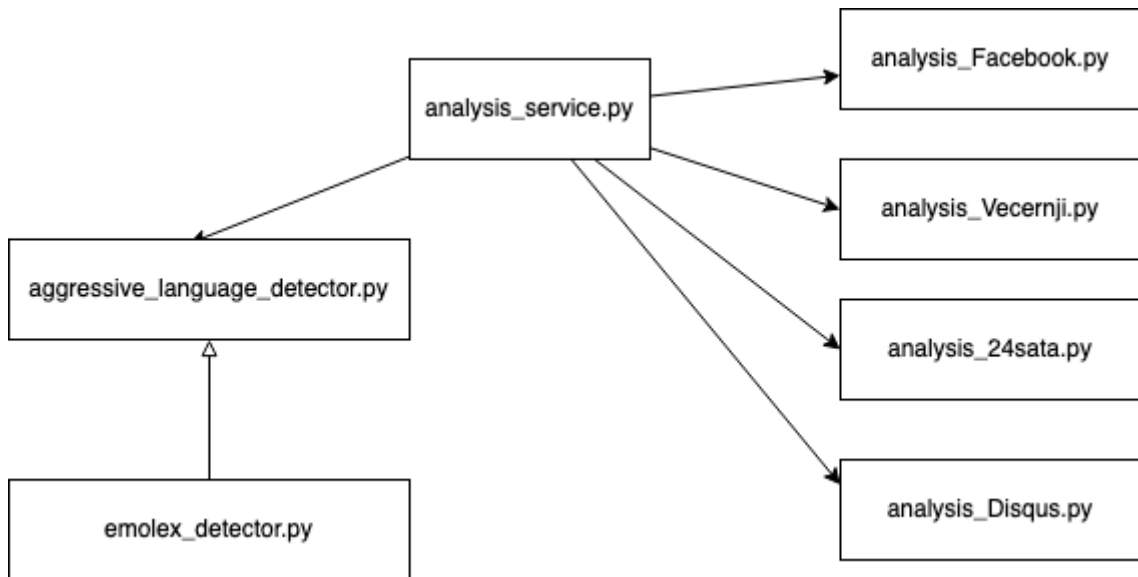 analysis_Facebook.py
analysis_service.py
analysis_Vecernji.py
aggressive_language_detector.py
analysis_24sata.py
analysis_Disqus.py
emolex_detector.py